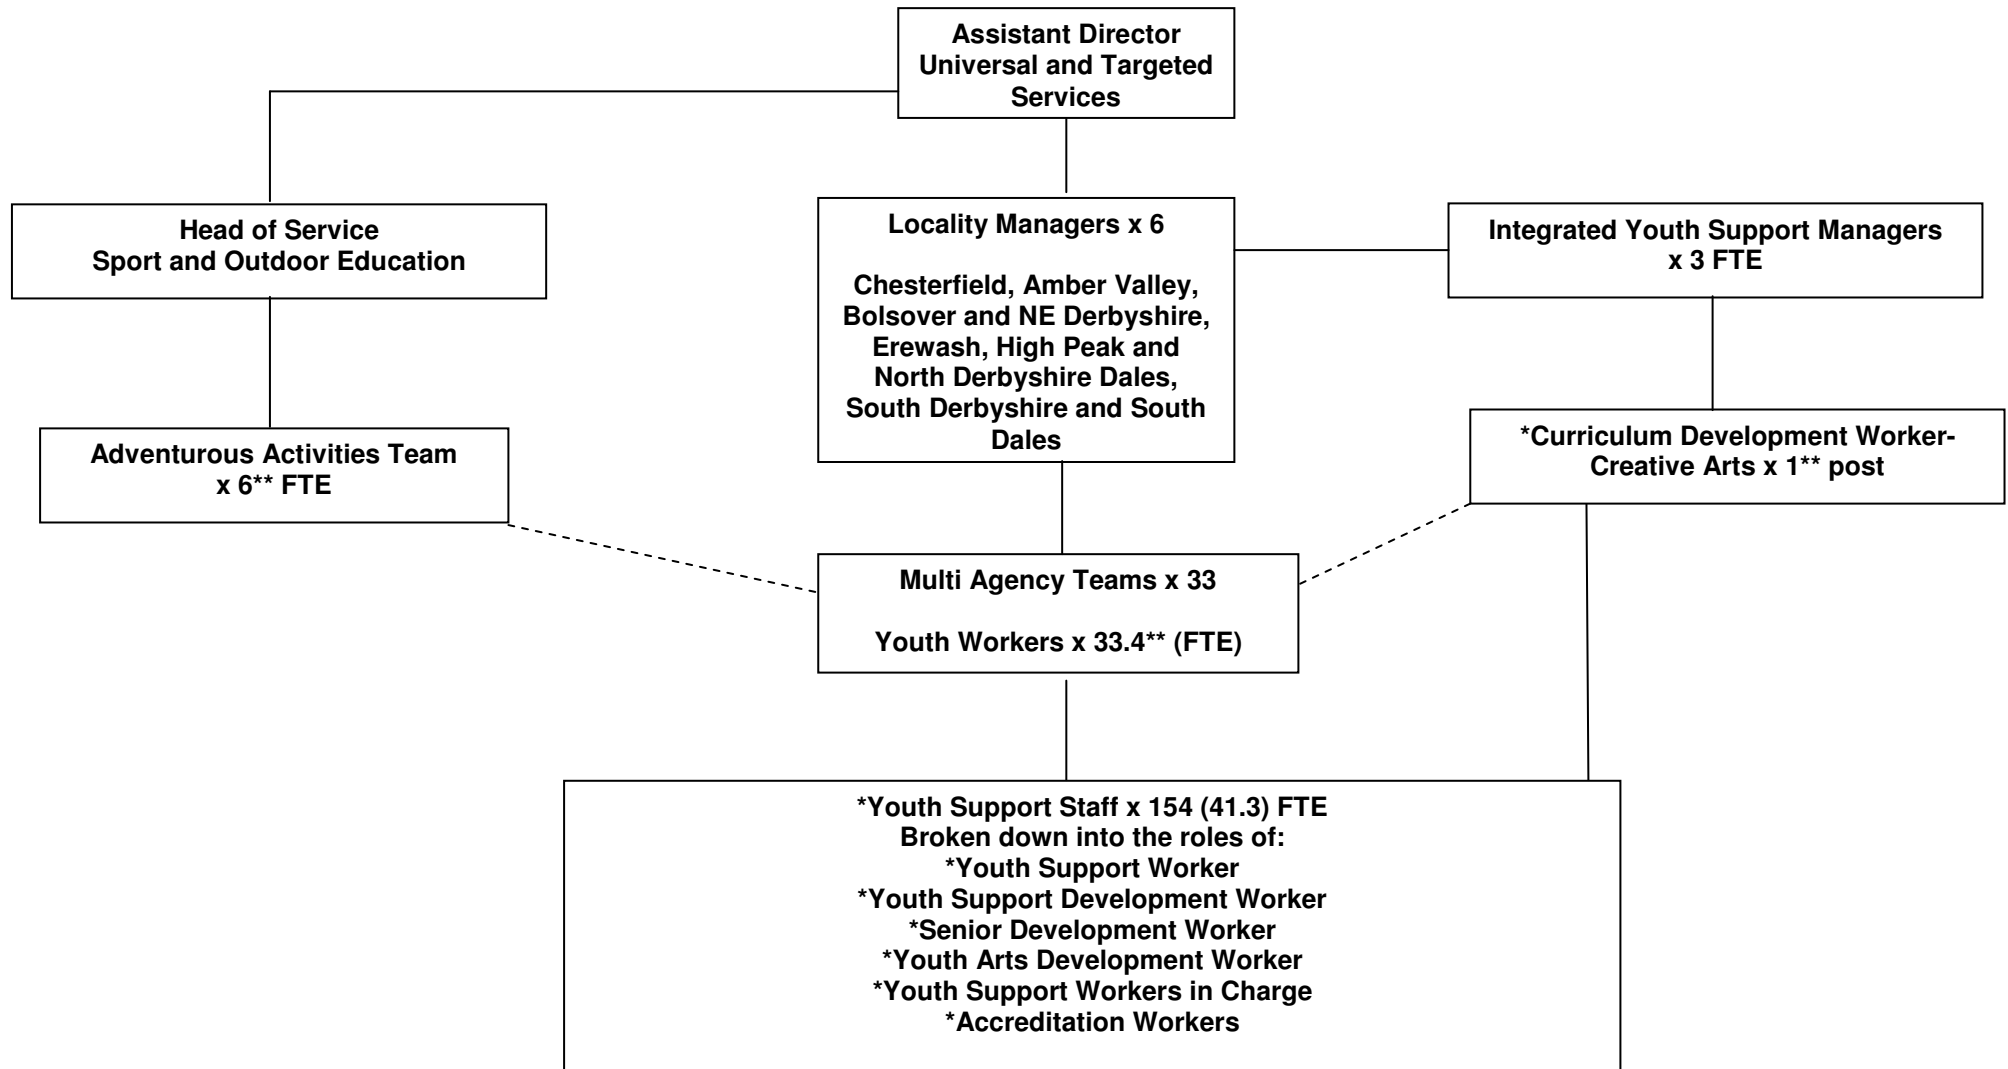 Assistant Director
Universal and Targeted
Services
Head of Service
Sport and Outdoor Education
Locality Managers x 6
Chesterfield, Amber Valley,
Bolsover and NE Derbyshire,
Erewash, High Peak and
North Derbyshire Dales,
South Derbyshire and South
Dales
Integrated Youth Support Managers
x 3 FTE
Adventurous Activities Team
x 6** FTE
*Curriculum Development Worker-
Creative Arts x 1** post
Multi Agency Teams x 33
Youth Workers x 33.4** (FTE)
*Youth Support Staff x 154 (41.3) FTE
Broken down into the roles of:
*Youth Support Worker
*Youth Support Development Worker
*Senior Development Worker
*Youth Arts Development Worker
*Youth Support Workers in Charge
*Accreditation Workers